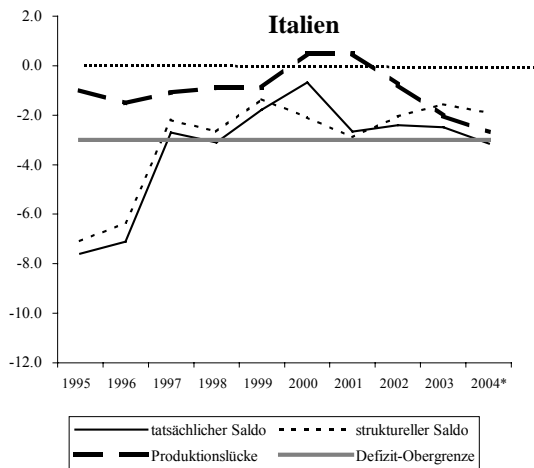 Italien
2.0
0.0
-2.0
-4.0
-6.0
-8.0
-10.0
-12.0
1995 1996 1997 1998 1999 2000 2001 2002 2003 2004*
tatsächlicher Saldo struktureller Saldo
Produktionslücke Defizit-Obergrenze